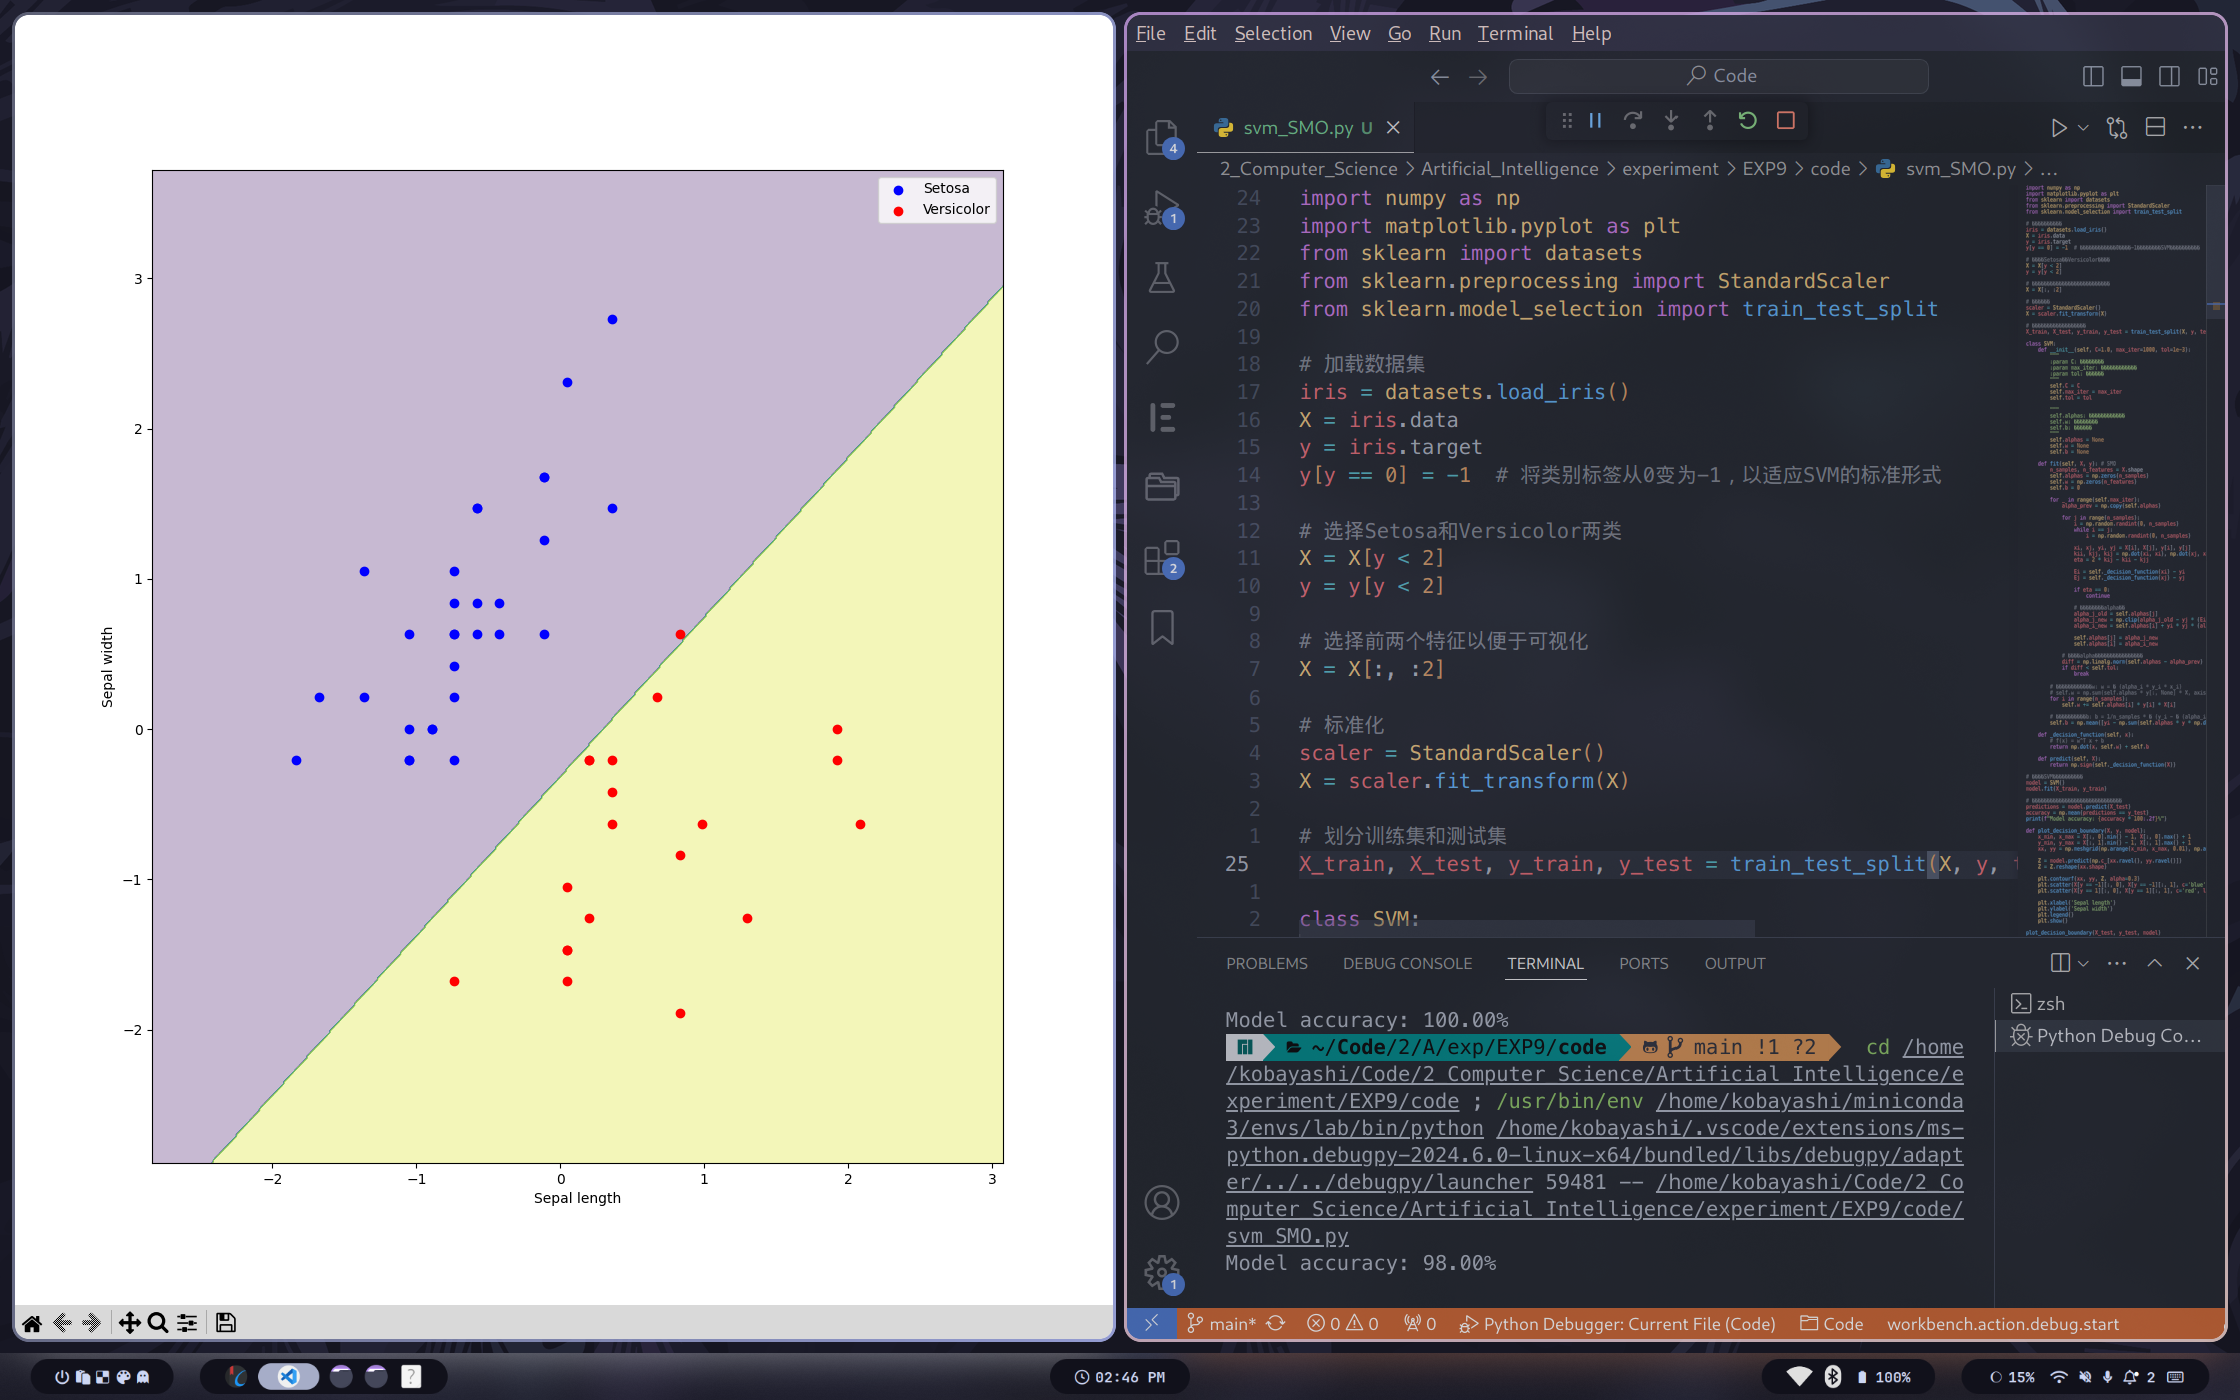 Setosa
Versicolor
3
2
1
0
−1
−2
Sepal width
−2
−1
0
1
2
3
Sepal length
File Edit Selection View Go Run Terminal Help
Code
svm_SMO.py U
2_Computer_Science > Artificial_Intelligence > experiment > EXP9 > code > svm_SMO.py > ...
24 import numpy as np
23 import matplotlib.pyplot as plt
22 from sklearn import datasets
21 from sklearn.preprocessing import StandardScaler
20 from sklearn.model_selection import train_test_split
19
18 # 加载数据集
17 iris = datasets.load_iris()
16 X = iris.data
15 y = iris.target
14 y[y == 0] = -1 # 将类别标签从0变为-1，以适应SVM的标准形式
13
12 # 选择Setosa和Versicolor两类
11 X = X[y < 2]
10 y = y[y < 2]
9
8 # 选择前两个特征以便于可视化
7 X = X[:, :2]
6
5 # 标准化
4 scaler = StandardScaler()
3 X = scaler.fit_transform(X)
2
1 # 划分训练集和测试集
25 X_train, X_test, y_train, y_test = train_test_split(X, y,
1
2 class SVM:
4
1
2
1
PROBLEMS DEBUG CONSOLE TERMINAL PORTS OUTPUT
zsh
Python Debug Co...
Model accuracy: 100.00%
~/Code/2/A/exp/EXP9/code main !1 ?2 cd /home
/kobayashi/Code/2_Computer_Science/Artificial_Intelligence/e
xperiment/EXP9/code ; /usr/bin/env /home/kobayashi/miniconda
3/envs/lab/bin/python /home/kobayashi/.vscode/extensions/ms-
python.debugpy-2024.6.0-linux-x64/bundled/libs/debugpy/adapt
er/../../debugpy/launcher 59481 -- /home/kobayashi/Code/2_Co
mputer_Science/Artificial_Intelligence/experiment/EXP9/code/
svm_SMO.py
Model accuracy: 98.00%
main* 0 0 0 Python Debugger: Current File (Code) Code workbench.action.debug.start
02:46 PM 100% 15% 2